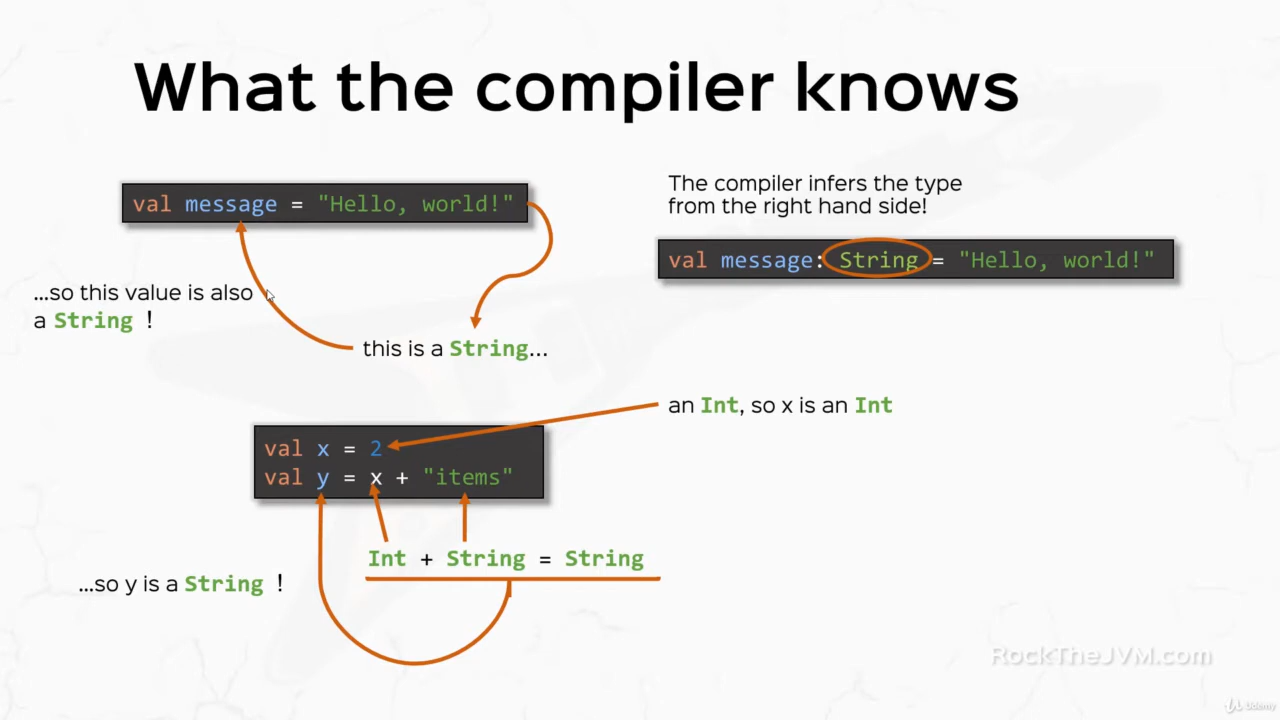 What the compiler knows
val message = "Hello, world!"
The compiler infers the type
from the right hand side!
val message: String = "Hello, world!"
...so this value is also
a String !
this is a String...
an Int, so x is an Int
val x = 2
val y = x + "items"
Int + String = String
...so y is a String !
RockTheJVM.com
Udemy